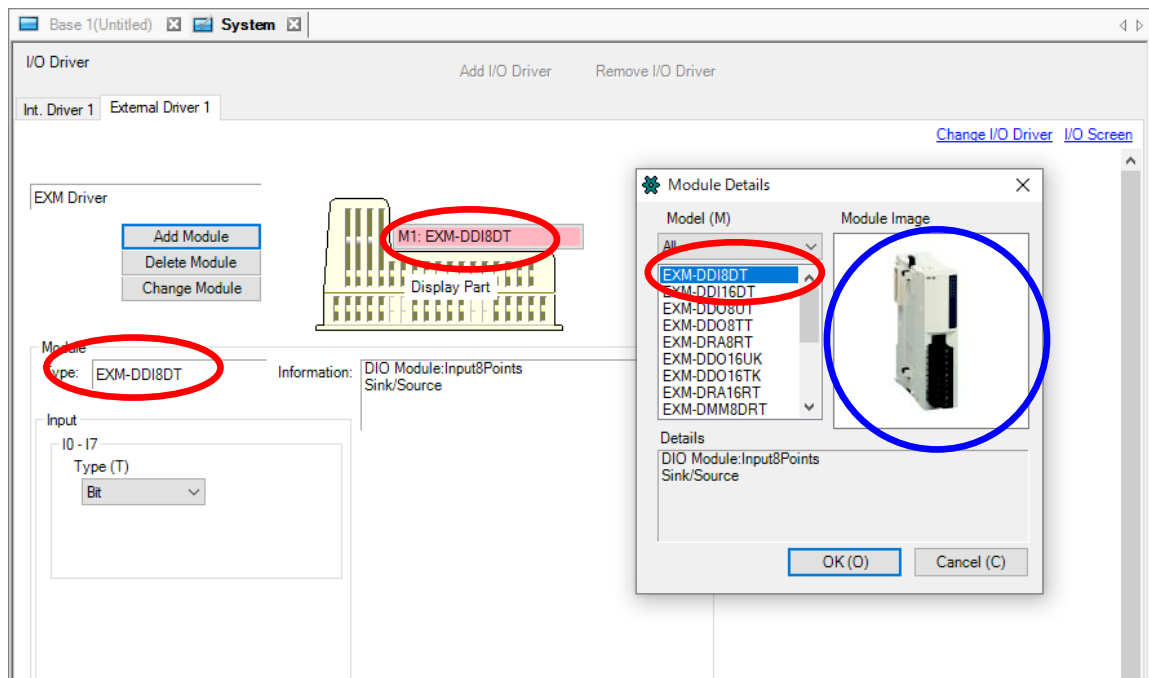 Base 1(Untitled)
System
I/O Driver
Add I/O Driver
Remove I/O Driver
Int. Driver 1
External Driver 1
Change I/O Driver
I/O Screen
EXM Driver
Add Module
Delete Module
Change Module
M1: EXM-DDI8DT
Display Part
Module
Type:
EXM-DDI8DT
Information:
DIO Module:Input8Points
Sink/Source
Input
I0 - I7
Type (T)
Bit
Module Details
Model (M)
All
EXM-DDI8DT
EXM-DDI16DT
EXM-DDO8UT
EXM-DDO8TT
EXM-DRA8RT
EXM-DDO16UK
EXM-DDO16TK
EXM-DRA16RT
EXM-DMM8DRT
Module Image
Details
DIO Module:Input8Points
Sink/Source
OK (O)
Cancel (C)